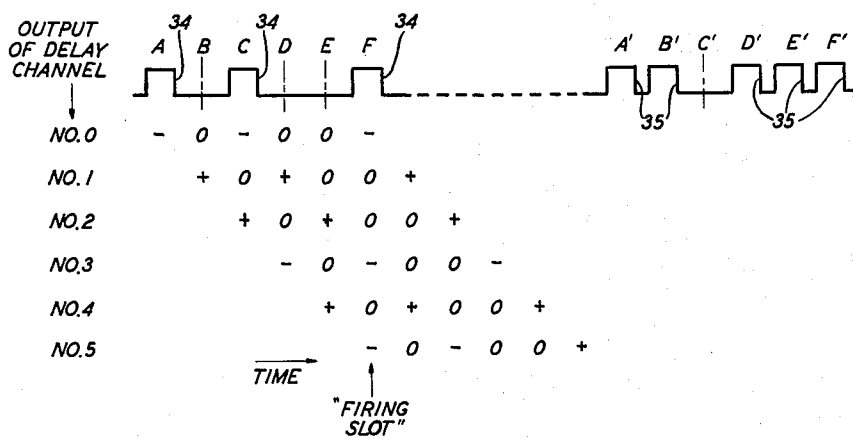 OUTPUT OF DELAY CHANNEL
A 34 B C 34 D E F 34 A' B' C' D' E' F'
35 35
NO.0 - 0 - 0 0 -
NO.1 + 0 + 0 0 +
NO.2 + 0 + 0 0 +
NO.3 - 0 - 0 0 -
NO.4 + 0 + 0 0 +
NO.5 - 0 - 0 0 +
TIME
"FIRING
SLOT"